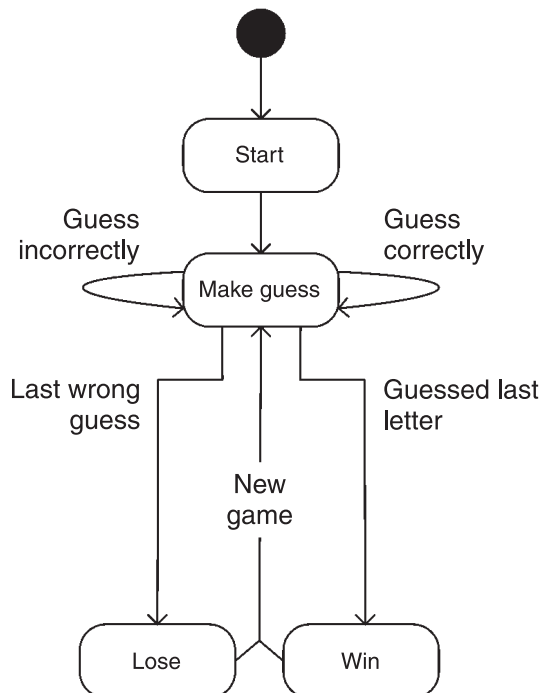 Start
Guess
incorrectly
Guess
correctly
Make guess
Last wrong
guess
Guessed last
letter
New
game
Lose
Win